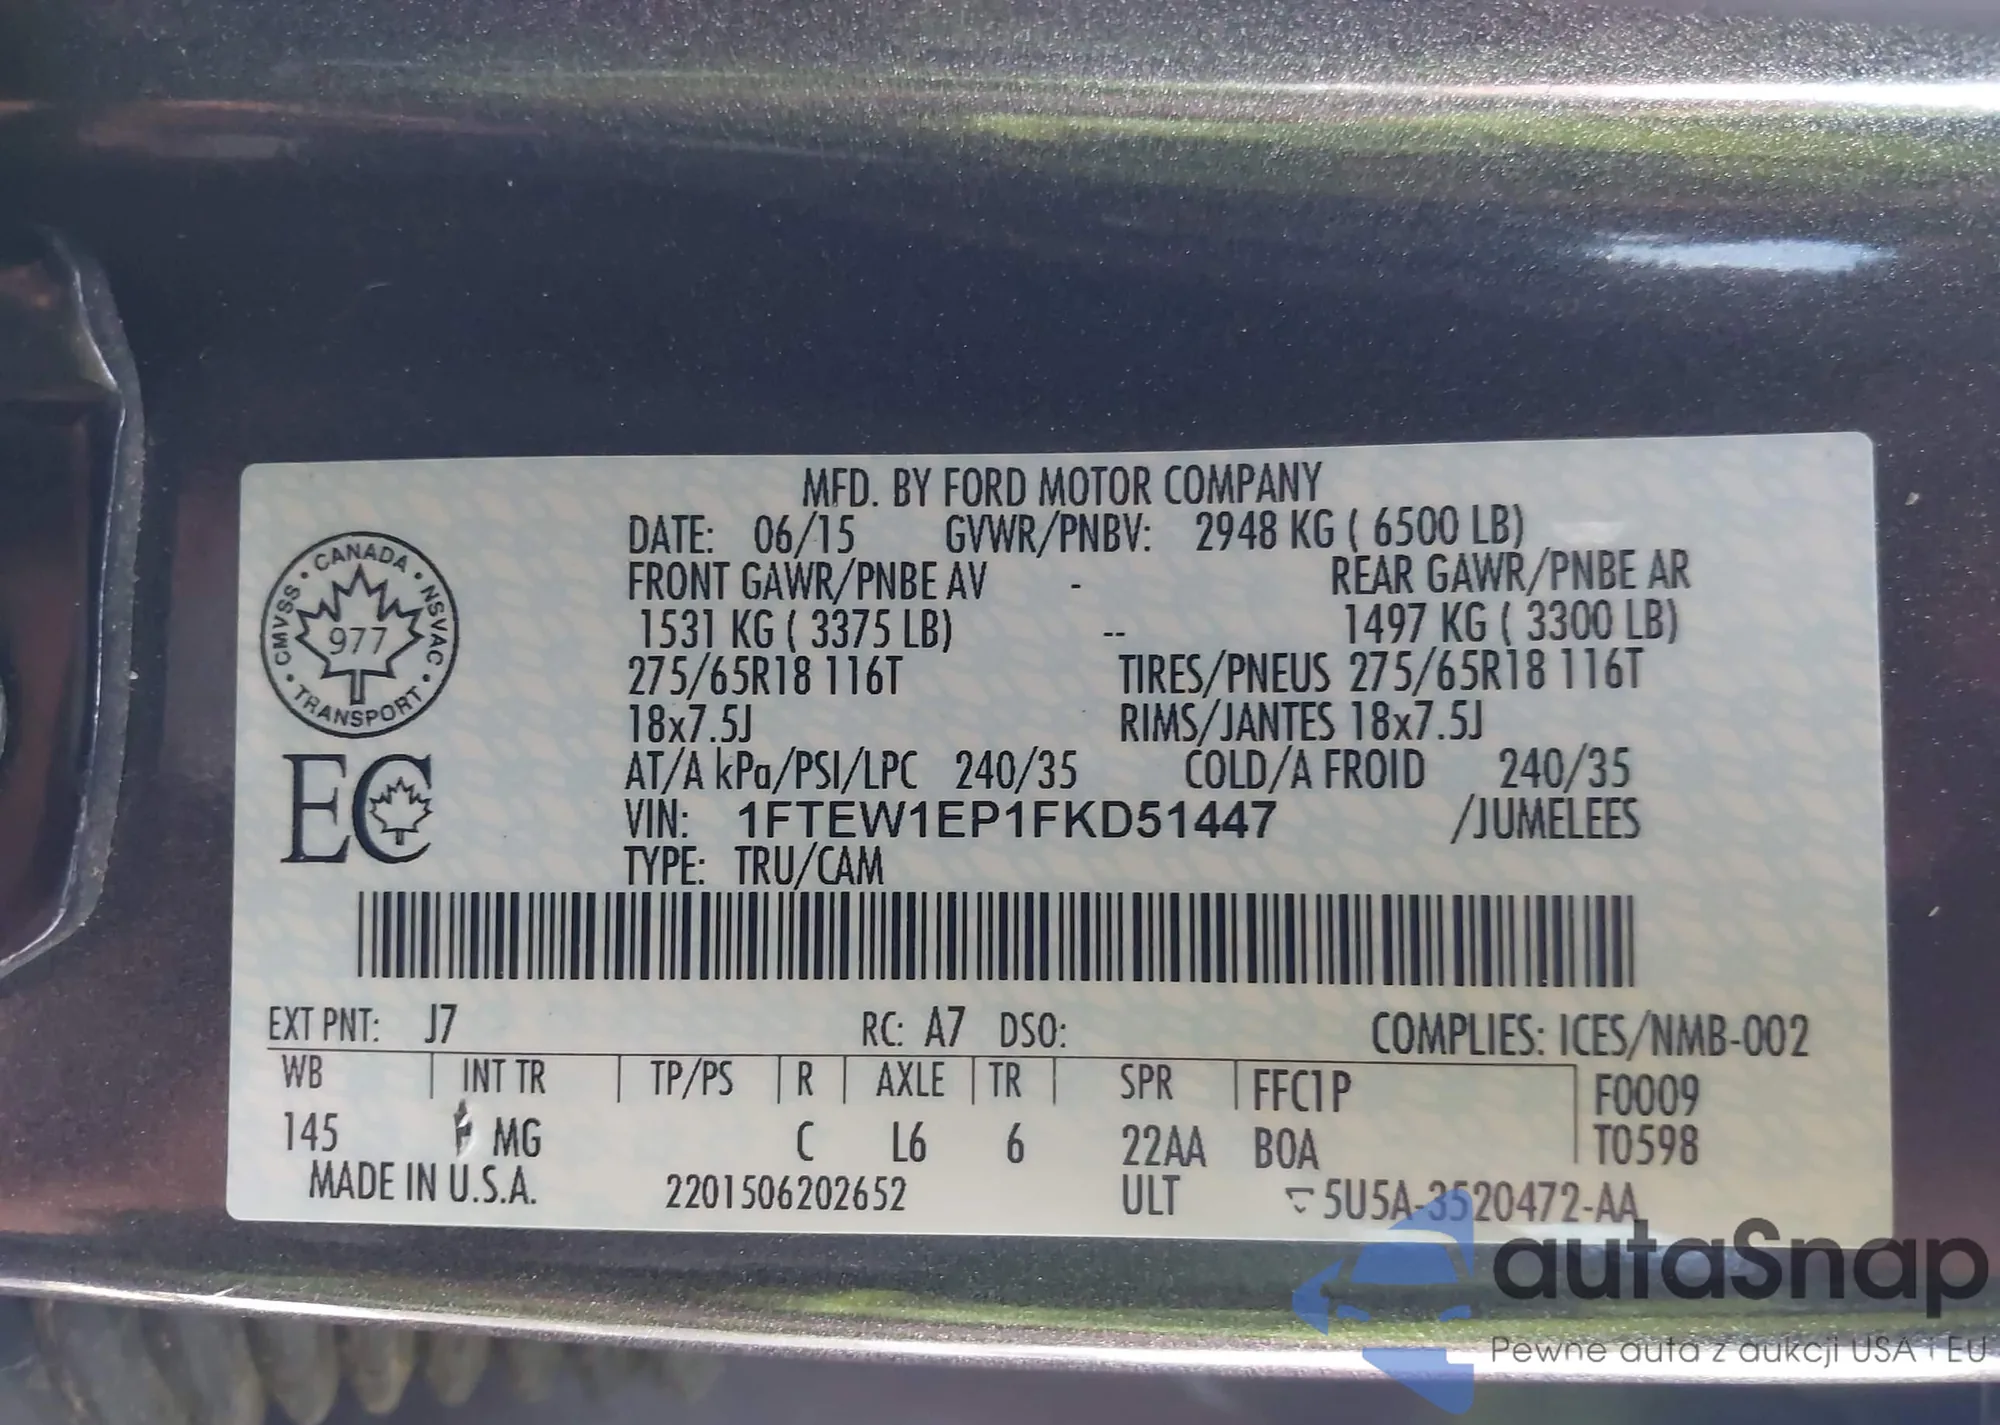 MFD. BY FORD MOTOR COMPANY
DATE: 06/15 GVWR/PNBV: 2948 KG ( 6500 LB)
FRONT GAWR/PNBE AV - REAR GAWR/PNBE AR
1531 KG ( 3375 LB) -- 1497 KG ( 3300 LB)
275/65R18 116T TIRES/PNEUS 275/65R18 116T
18x7.5J RIMS/JANTES 18x7.5J
AT/A kPa/PSI/LPC 240/35 COLD/A FROID 240/35
VIN: 1FTEW1EP1FKD51447 /JUMELEES
TYPE: TRU/CAM
CANADA • NSVAC • TRANSPORT • CMVSS •
977
EC
EXT PNT: J7 RC: A7 DSO: COMPLIES: ICES/NMB-002
WB INT TR TP/PS R AXLE TR SPR FFC1P F0009
145 MG C L6 6 22AA BOA T0598
MADE IN U.S.A. 2201506202652 ULT 5U5A-3520472-AA
autaSnap
Pewne auta z aukcji USA i EU